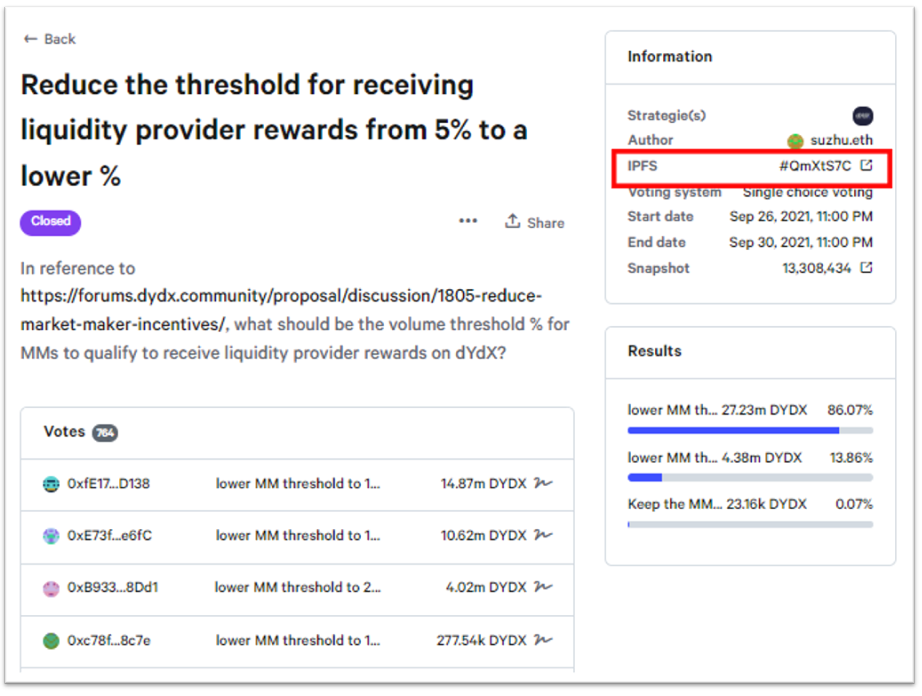 ← Back
Reduce the threshold for receiving
liquidity provider rewards from 5% to a
lower %
Closed
••• Share
In reference to
https://forums.dydx.community/proposal/discussion/1805-reduce-
market-maker-incentives/, what should be the volume threshold % for
MMs to qualify to receive liquidity provider rewards on dYdX?
Votes 764
0xfE17...D138 lower MM threshold to 1... 14.87m DYDX
0xE73f...e6fC lower MM threshold to 1... 10.62m DYDX
0xB933...8Dd1 lower MM threshold to 2... 4.02m DYDX
0xc78f...8c7e lower MM threshold to 1... 277.54k DYDX
Information
Strategie(s)
Author suzhu.eth
IPFS #QmXtS7C
Voting system Single choice voting
Start date Sep 26, 2021, 11:00 PM
End date Sep 30, 2021, 11:00 PM
Snapshot 13,308,434
Results
lower MM th... 27.23m DYDX 86.07%
lower MM th... 4.38m DYDX 13.86%
Keep the MM... 23.16k DYDX 0.07%